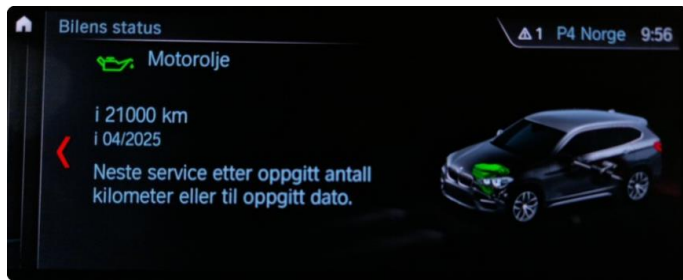 Bilens status
1 P4 Norge 9:56
Motorolje
i 21000 km
i 04/2025
Neste service etter oppgitt antall
kilometer eller til oppgitt dato.